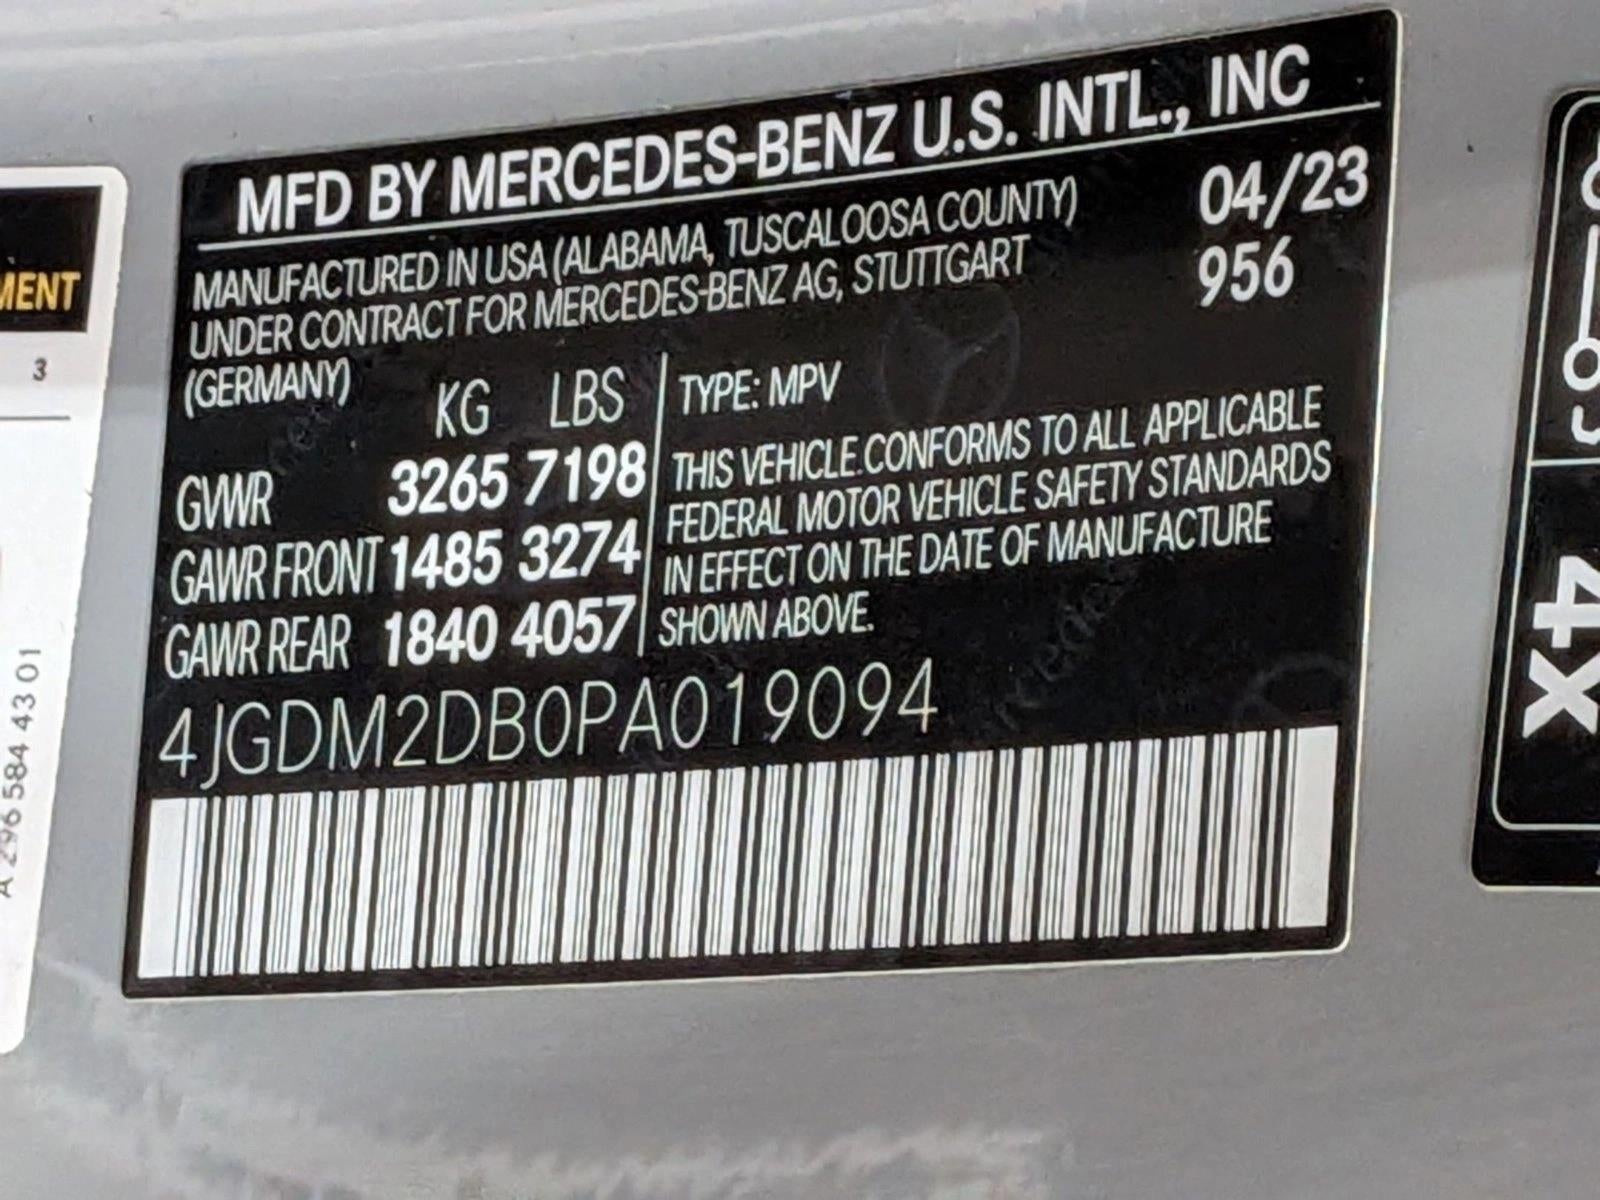 MFD BY MERCEDES-BENZ U.S. INTL., INC
MANUFACTURED IN USA (ALABAMA, TUSCALOOSA COUNTY) 04/23
UNDER CONTRACT FOR MERCEDES-BENZ AG, STUTTGART 956
(GERMANY)
KG LBS
GVWR 3265 7198
GAWR FRONT 1485 3274
GAWR REAR 1840 4057
TYPE: MPV
THIS VEHICLE CONFORMS TO ALL APPLICABLE
FEDERAL MOTOR VEHICLE SAFETY STANDARDS
IN EFFECT ON THE DATE OF MANUFACTURE
SHOWN ABOVE.
4JGDM2DB0PA019094
MENT
3
A 296 584 43 01
4X